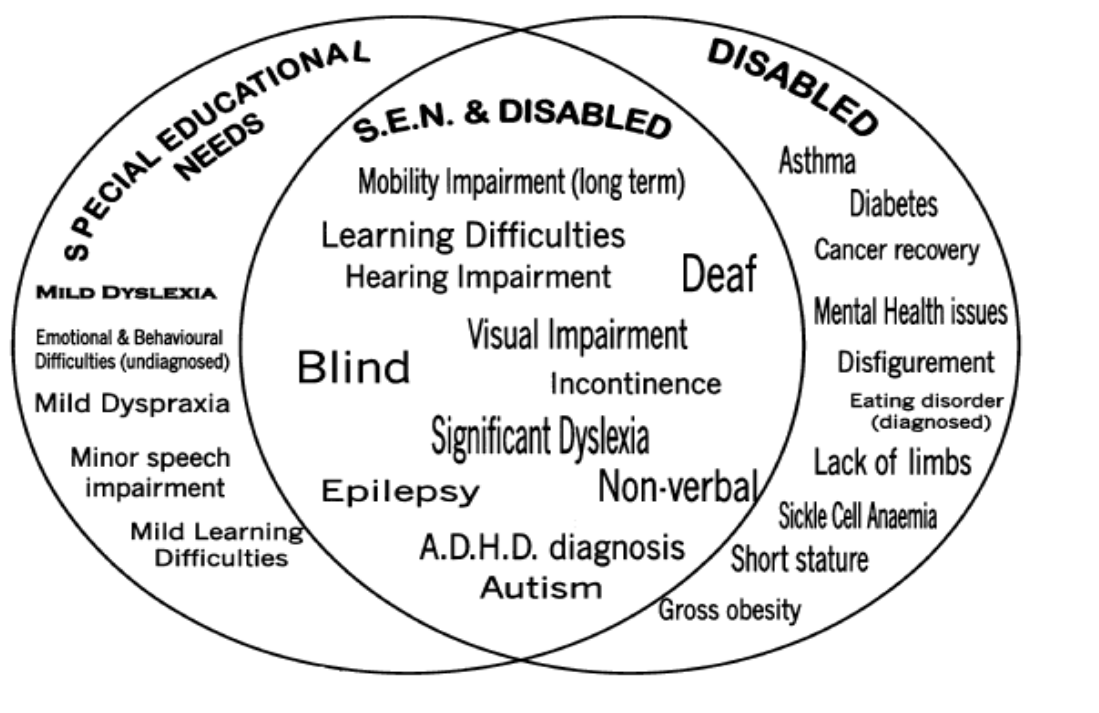 SPECIAL EDUCATIONAL
NEEDS
MILD DYSLEXIA
Emotional & Behavioural
Difficulties (undiagnosed)
Mild Dyspraxia
Minor speech
impairment
Mild Learning
Difficulties
S.E.N. & DISABLED
Mobility Impairment (long term)
Learning Difficulties
Hearing Impairment
Deaf
Visual Impairment
Blind
Incontinence
Significant Dyslexia
Epilepsy
Non-verbal
A.D.H.D. diagnosis
Autism
DISABLED
Asthma
Diabetes
Cancer recovery
Mental Health issues
Disfigurement
Eating disorder
(diagnosed)
Lack of limbs
Sickle Cell Anaemia
Short stature
Gross obesity